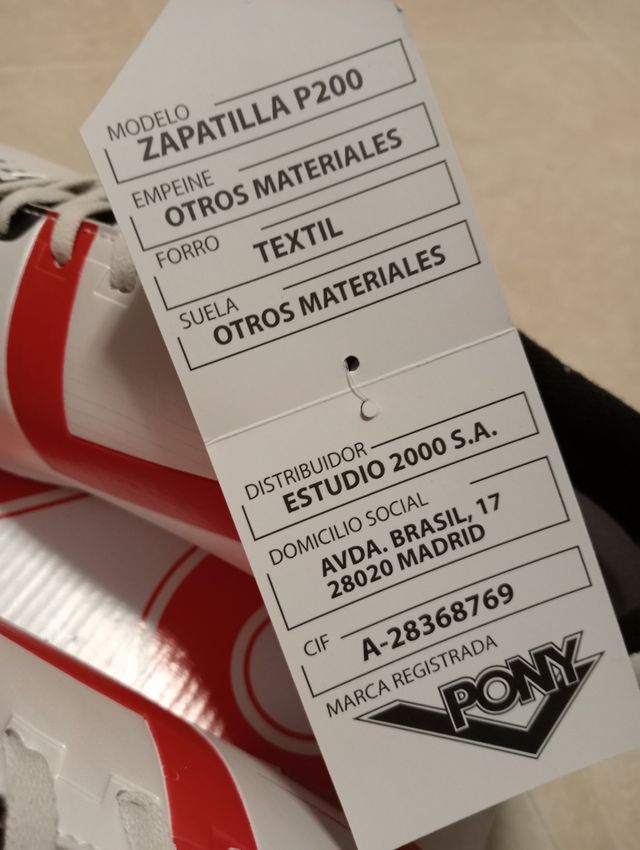 MODELO
ZAPATILLA P200
EMPEINE
OTROS MATERIALES
FORRO
TEXTIL
SUELA
OTROS MATERIALES
DISTRIBUIDOR
ESTUDIO 2000 S.A.
DOMICILIO SOCIAL
AVDA. BRASIL, 17
28020 MADRID
CIF
A-28368769
MARCA REGISTRADA
PONY